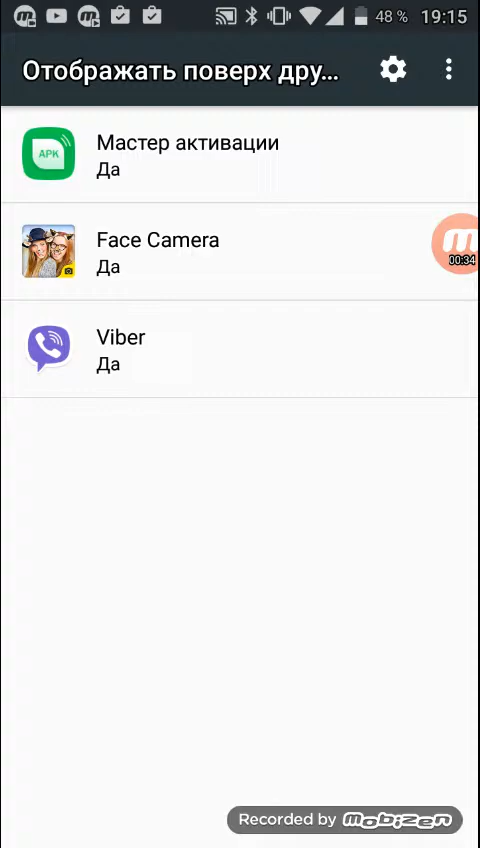 48 % 19:15
Отображать поверх дру...
APK
Мастер активации
Да
Face Camera
Да
00:34
Viber
Да
Recorded by mobizen